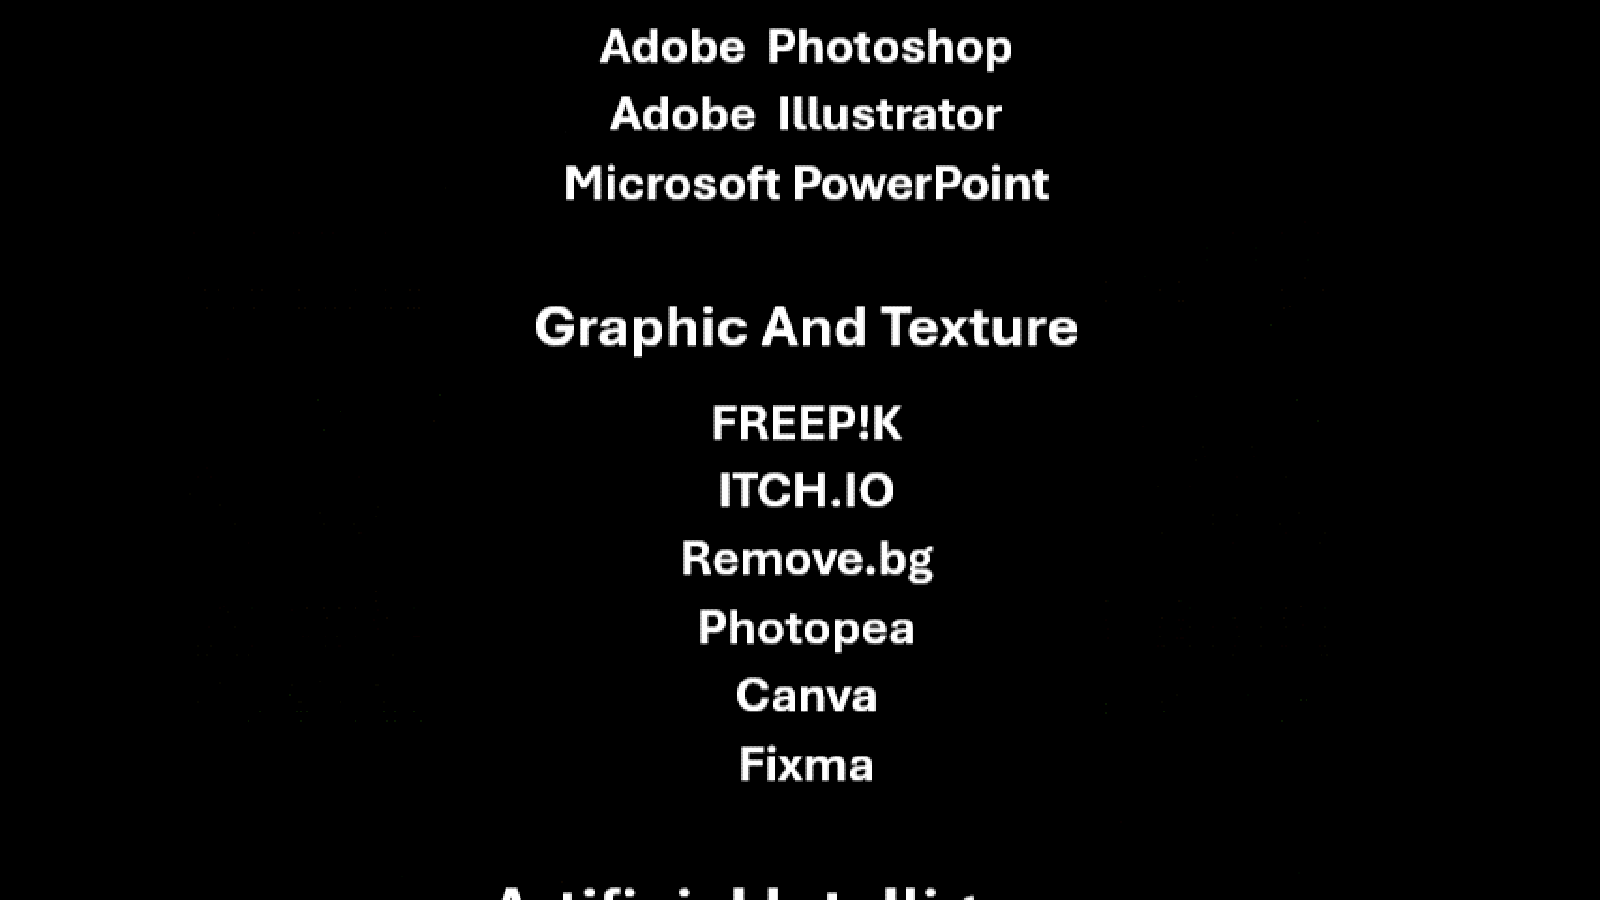 Adobe Photoshop
Adobe Illustrator
Microsoft PowerPoint
Graphic And Texture
FREEP!K
ITCH.IO
Remove.bg
Photopea
Canva
Fixma